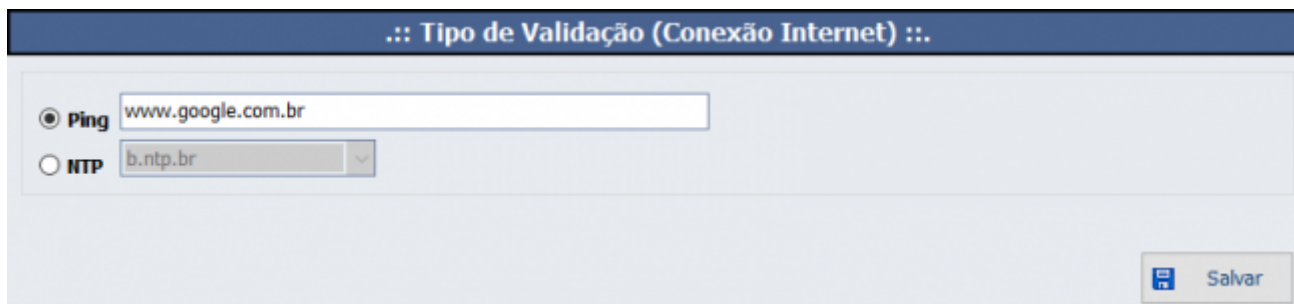 .:: Tipo de Validação (Conexão Internet) ::.
Ping www.google.com.br
NTP b.ntp.br
Salvar